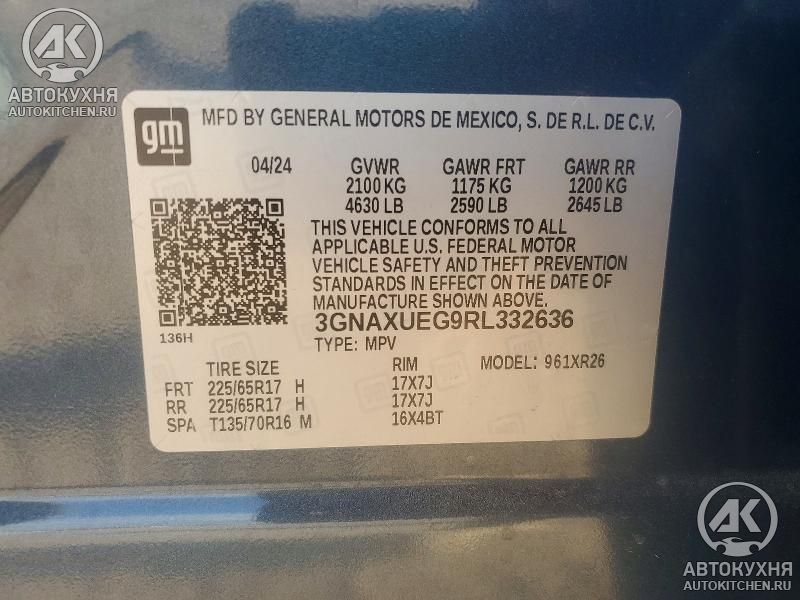 АВТОКУХНЯ
AUTOKITCHEN.RU
gm
MFD BY GENERAL MOTORS DE MEXICO, S. DE R.L. DE C.V.
04/24 GVWR GAWR FRT GAWR RR
2100 KG 1175 KG 1200 KG
4630 LB 2590 LB 2645 LB
THIS VEHICLE CONFORMS TO ALL
APPLICABLE U.S. FEDERAL MOTOR
VEHICLE SAFETY AND THEFT PREVENTION
STANDARDS IN EFFECT ON THE DATE OF
MANUFACTURE SHOWN ABOVE.
3GNAXUEG9RL332636
136H
TYPE: MPV
TIRE SIZE RIM MODEL: 961XR26
FRT 225/65R17 H 17X7J
RR 225/65R17 H 17X7J
SPA T135/70R16 M 16X4BT
АВТОКУХНЯ
AUTOKITCHEN.RU